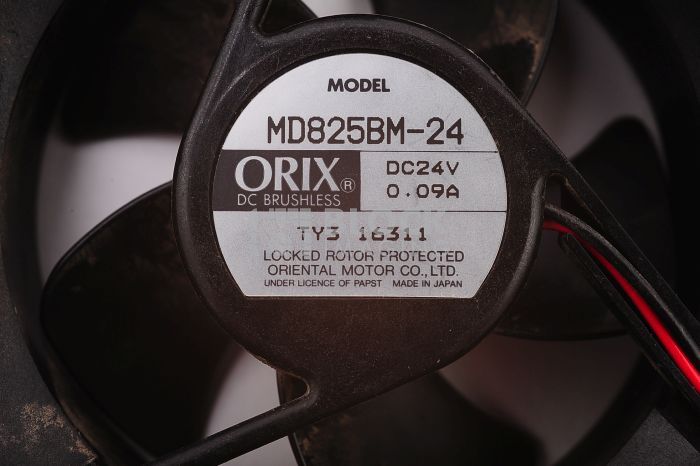 MODEL
MD825BM-24
ORIX®
DC BRUSHLESS
DC24V
0.09A
TY3 16311
LOCKED ROTOR PROTECTED
ORIENTAL MOTOR CO.,LTD.
UNDER LICENCE OF PAPST MADE IN JAPAN